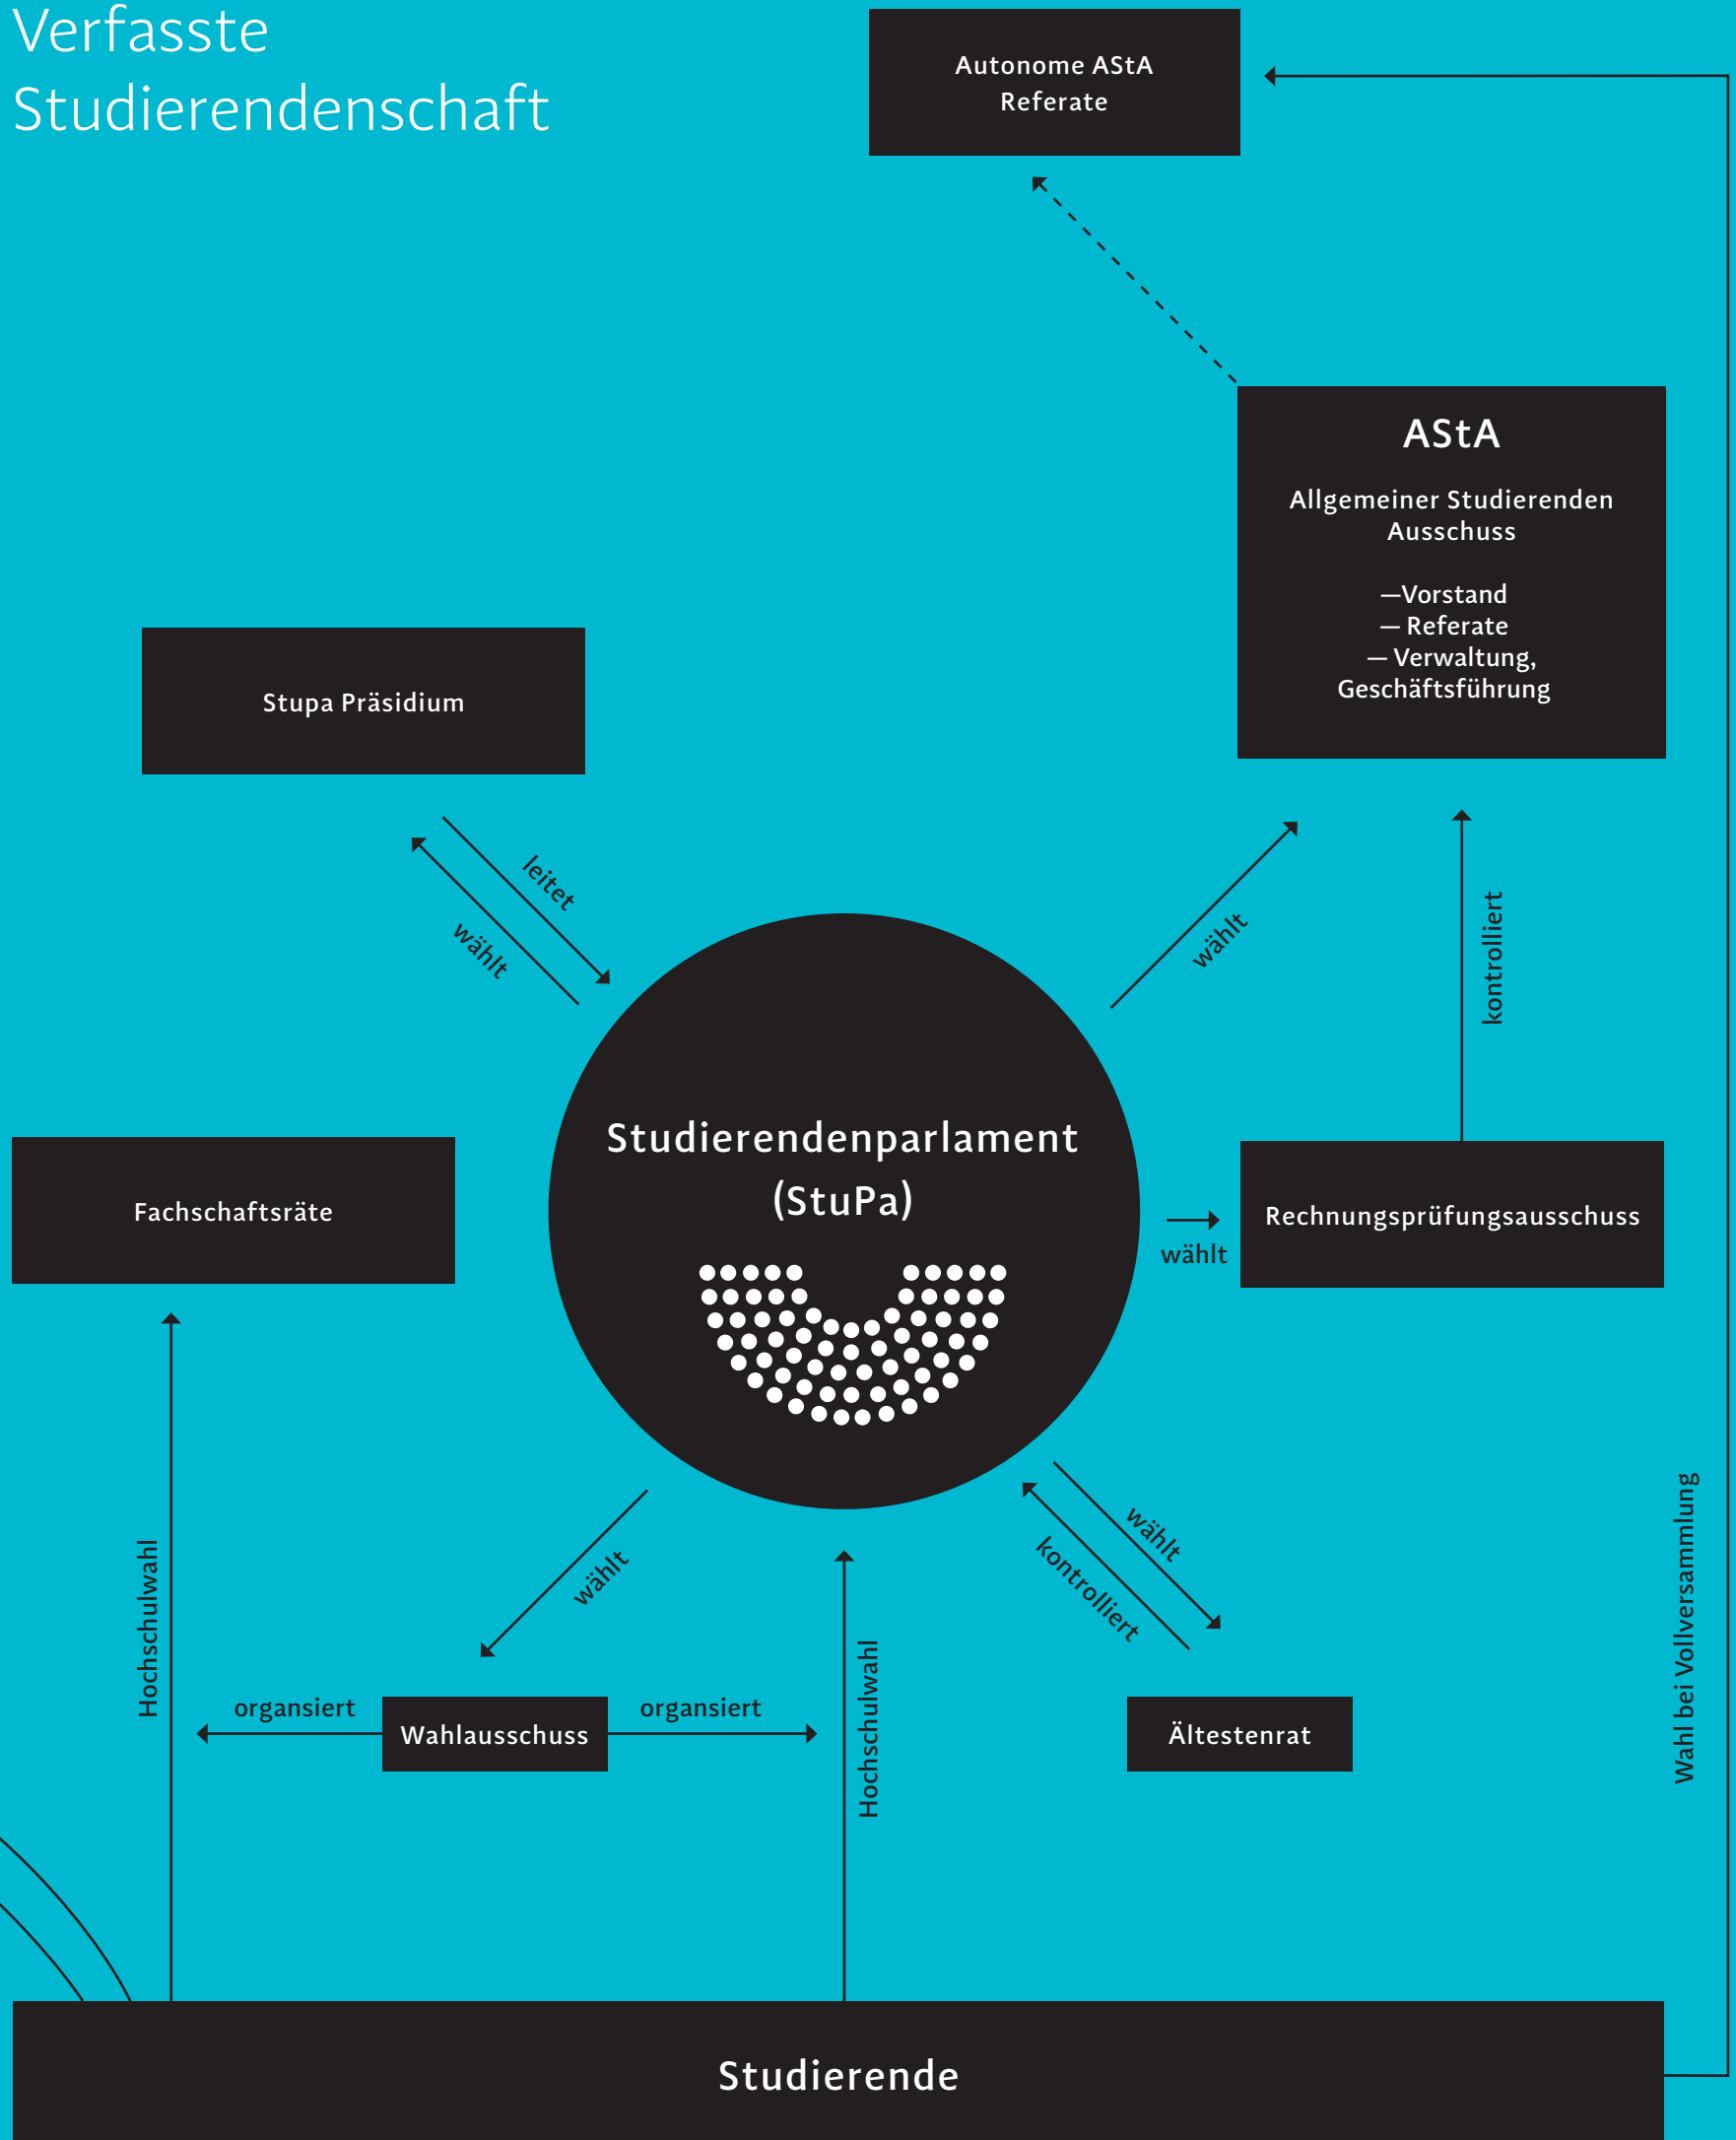 Verfasste
Studierendenschaft
Autonome AStA
Referate
AStA
Allgemeiner Studierenden
Ausschuss
—Vorstand
— Referate
— Verwaltung,
Geschäftsführung
Stupa Präsidium
leitet
wählt
wählt
kontrolliert
Studierendenparlament
(StuPa)
Fachschaftsräte
Rechnungsprüfungsausschuss
wählt
wählt
wählt
kontrolliert
Hochschulwahl
organsiert
Wahlausschuss
organsiert
Hochschulwahl
Ältestenrat
Wahl bei Vollversammlung
Studierende